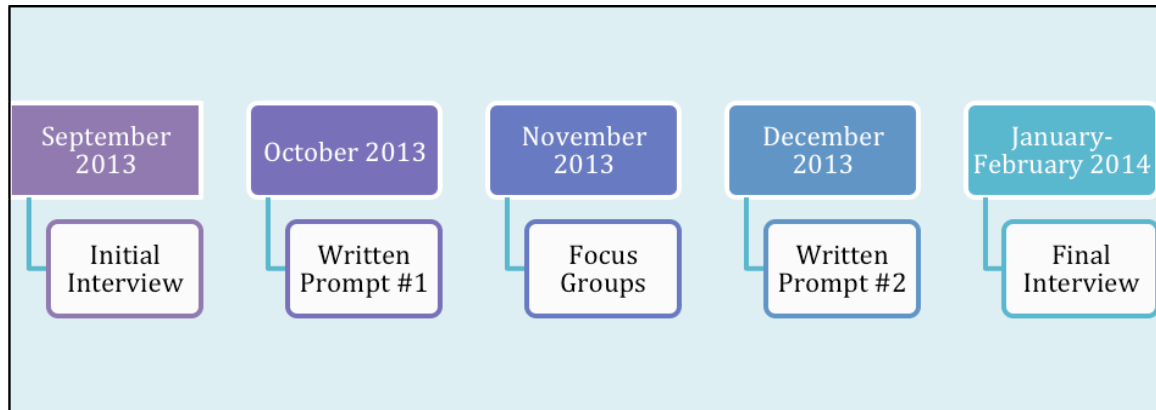 September
2013
Initial
Interview
October 2013
Written
Prompt #1
November
2013
Focus
Groups
December
2013
Written
Prompt #2
January-
February 2014
Final
Interview